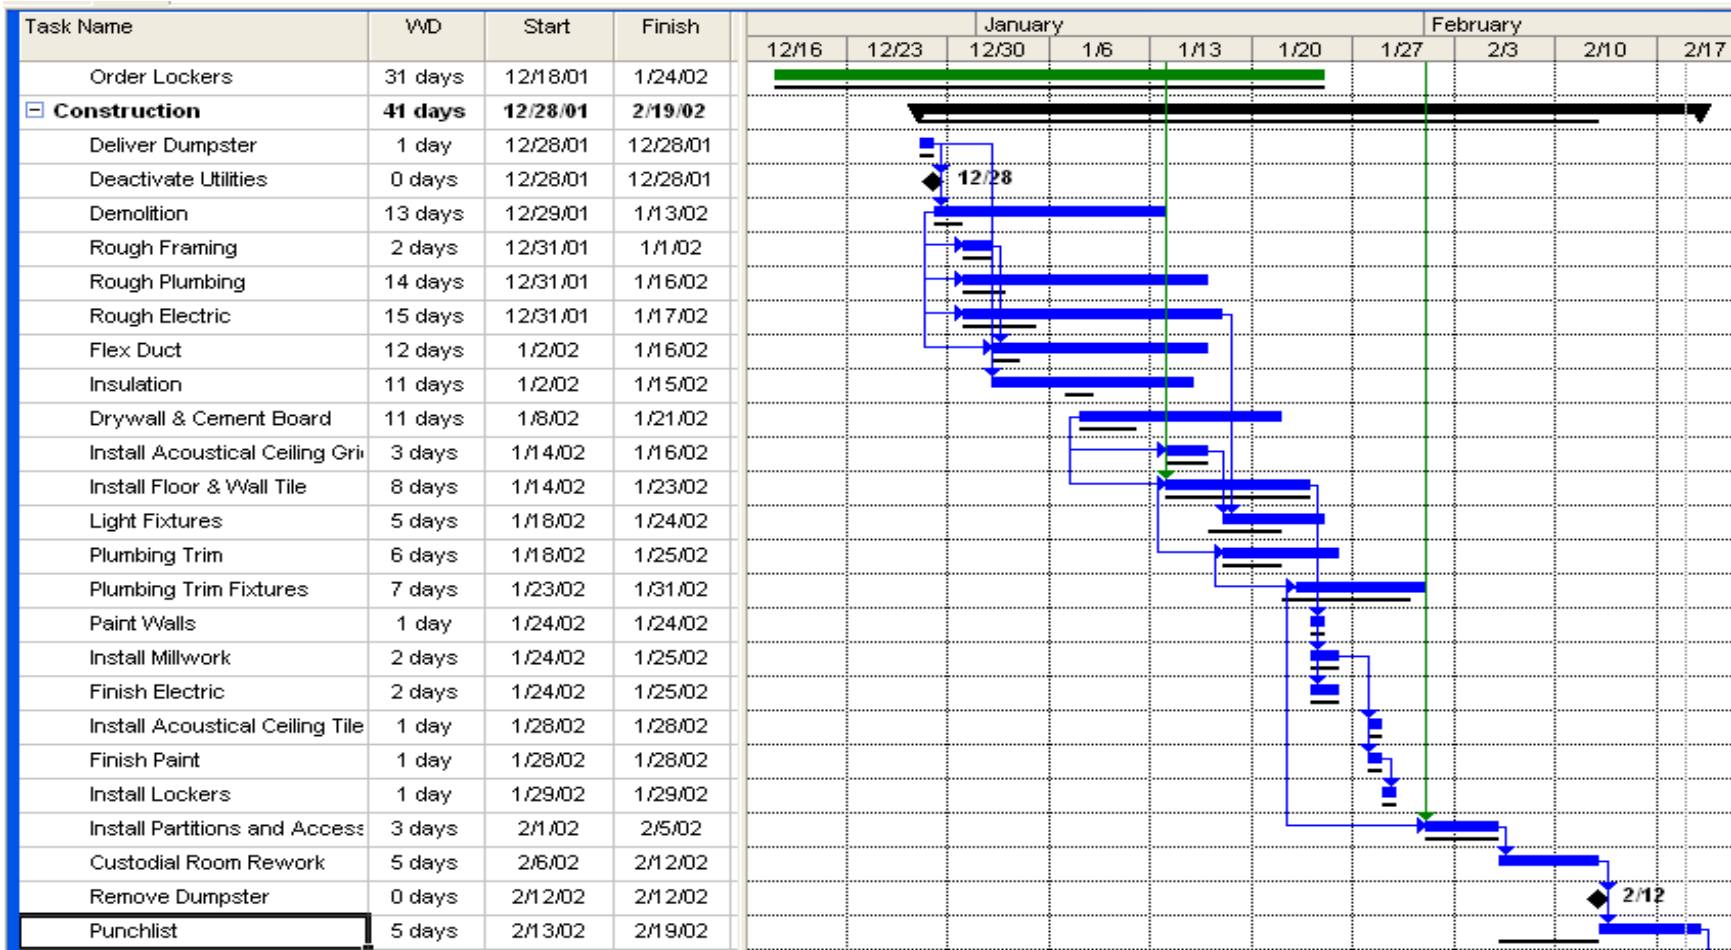 Task Name WD Start Finish January February
12/16 12/23 12/30 1/6 1/13 1/20 1/27 2/3 2/10 2/17
Order Lockers 31 days 12/18/01 1/24/02
Construction 41 days 12/28/01 2/19/02
Deliver Dumpster 1 day 12/28/01 12/28/01
Deactivate Utilities 0 days 12/28/01 12/28/01 12/28
Demolition 13 days 12/29/01 1/13/02
Rough Framing 2 days 12/31/01 1/1/02
Rough Plumbing 14 days 12/31/01 1/16/02
Rough Electric 15 days 12/31/01 1/17/02
Flex Duct 12 days 1/2/02 1/16/02
Insulation 11 days 1/2/02 1/15/02
Drywall & Cement Board 11 days 1/8/02 1/21/02
Install Acoustical Ceiling Gri 3 days 1/14/02 1/16/02
Install Floor & Wall Tile 8 days 1/14/02 1/23/02
Light Fixtures 5 days 1/18/02 1/24/02
Plumbing Trim 6 days 1/18/02 1/25/02
Plumbing Trim Fixtures 7 days 1/23/02 1/31/02
Paint Walls 1 day 1/24/02 1/24/02
Install Millwork 2 days 1/24/02 1/25/02
Finish Electric 2 days 1/24/02 1/25/02
Install Acoustical Ceiling Tile 1 day 1/28/02 1/28/02
Finish Paint 1 day 1/28/02 1/28/02
Install Lockers 1 day 1/29/02 1/29/02
Install Partitions and Access 3 days 2/1/02 2/5/02
Custodial Room Rework 5 days 2/6/02 2/12/02
Remove Dumpster 0 days 2/12/02 2/12/02 2/12
Punchlist 5 days 2/13/02 2/19/02